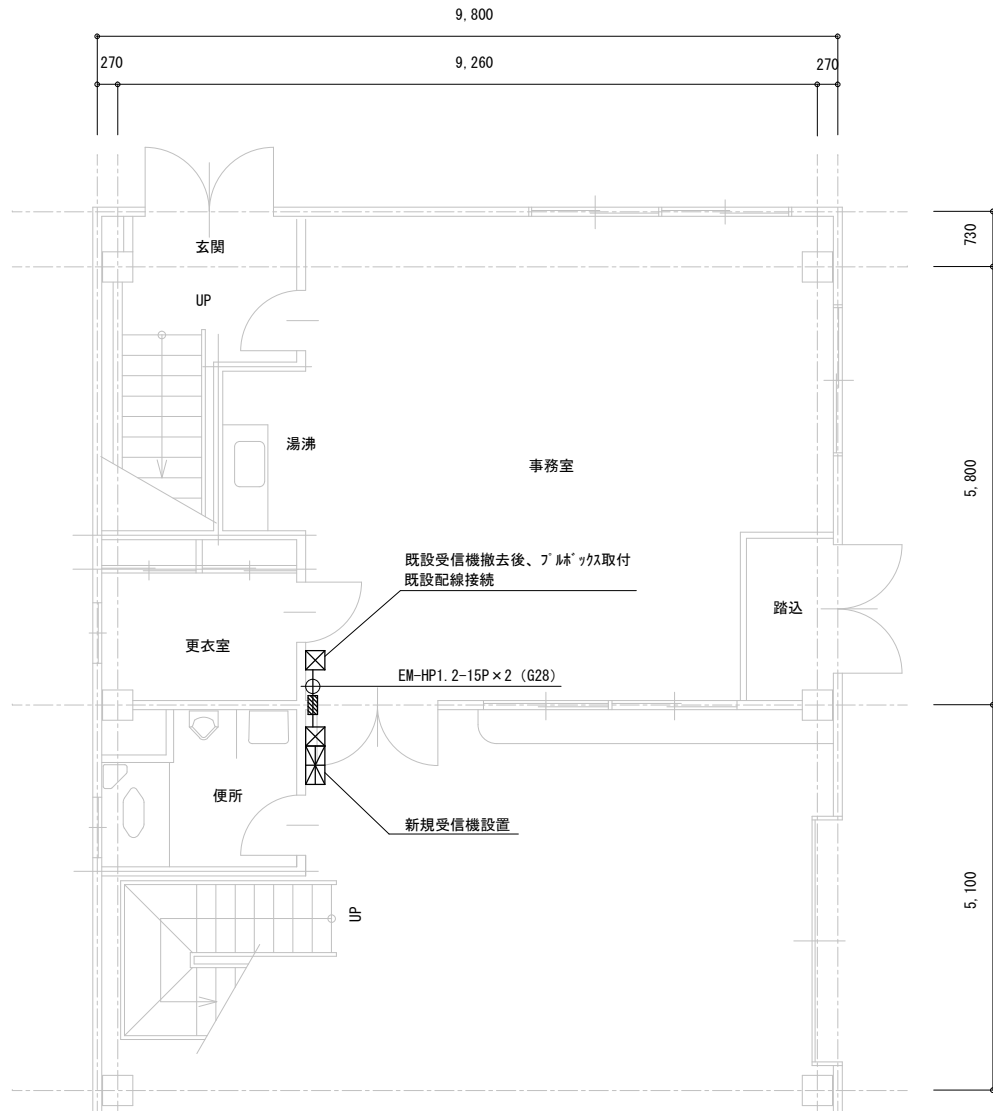 9,800
270
9,260
270
730
玄関
UP
湯沸
事務室
5,800
既設受信機撤去後、プルボックス取付
既設配線接続
踏込
更衣室
EM-HP1.2-15P×2 (G28)
便所
新規受信機設置
UP
5,100